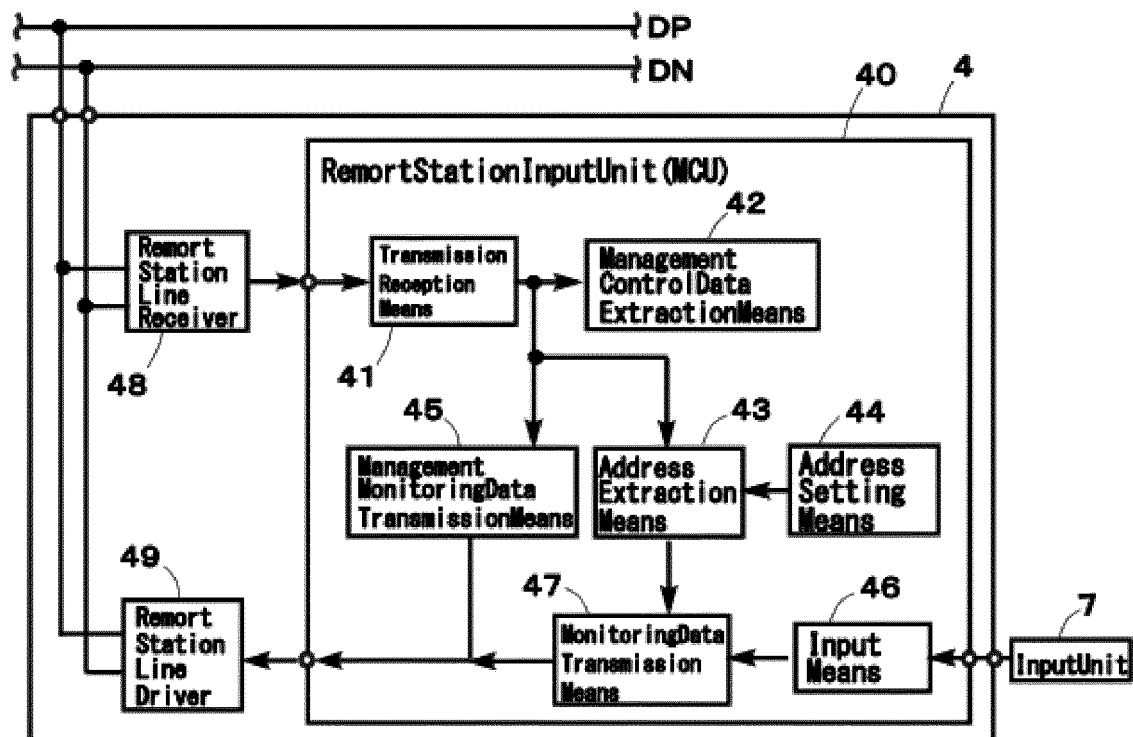 DP
DN
4
40
RemortStationInputUnit(MCU)
42
Remort
Station
Line
Receiver
48
Transmission
Reception
Means
41
Management
ControlData
ExtractionMeans
45
43
44
Management
MonitoringData
TransmissionMeans
Address
Extraction
Means
Address
Setting
Means
49
47
46
7
Remort
Station
Line
Driver
MonitoringData
Transmission
Means
Input
Means
InputUnit